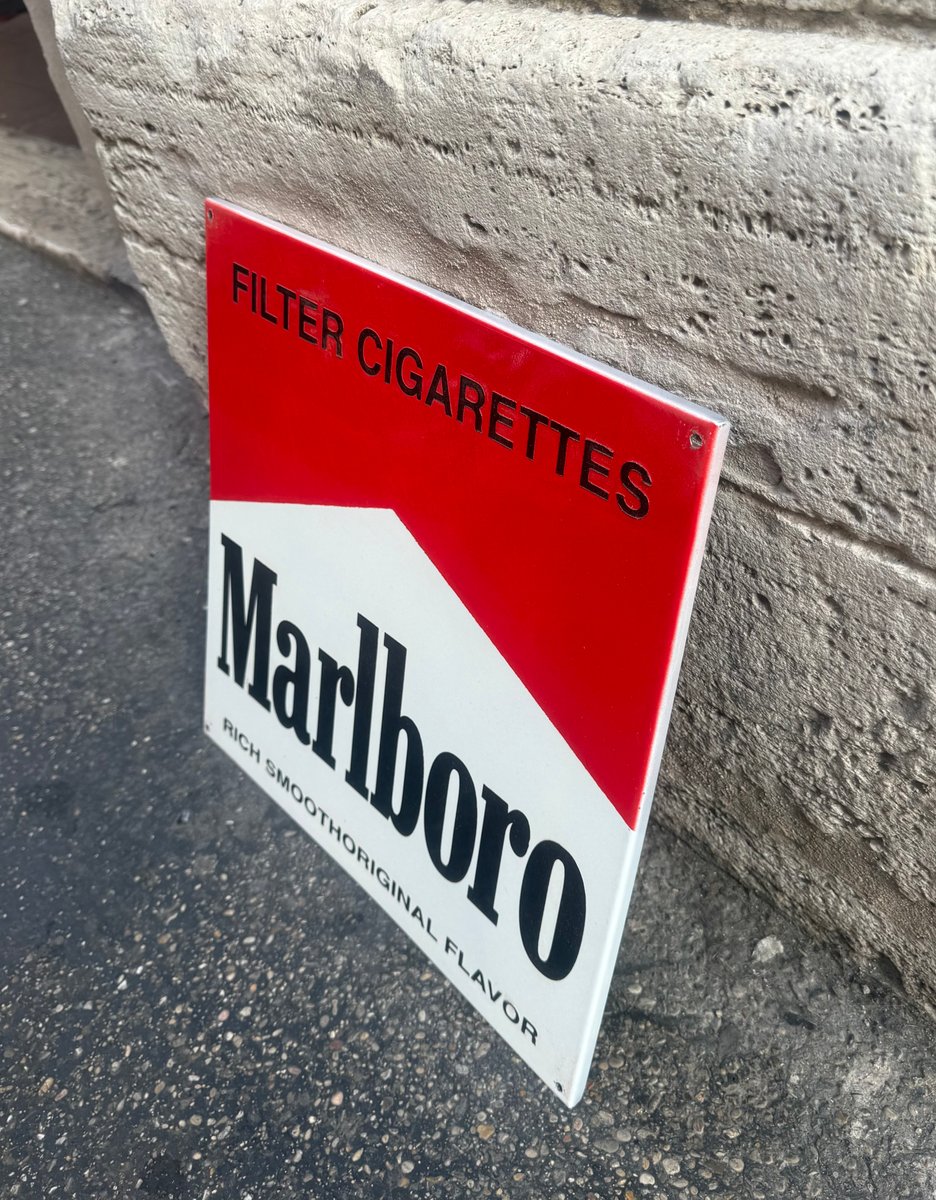 FILTER CIGARETTES
Marlboro
RICH SMOOTHORIGINAL FLAVOR